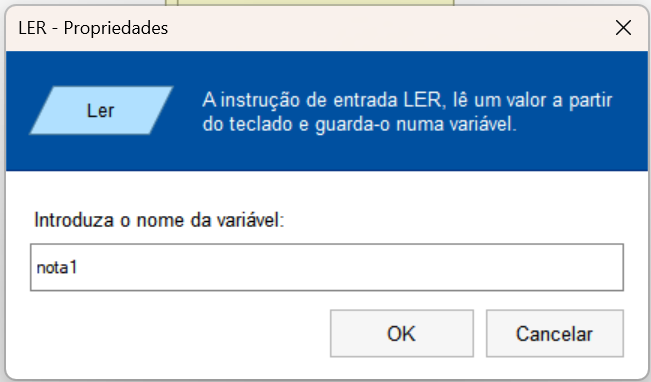 LER - Propriedades
Ler
A instrução de entrada LER, lê um valor a partir
do teclado e guarda-o numa variável.
Introduza o nome da variável:
nota1
OK
Cancelar